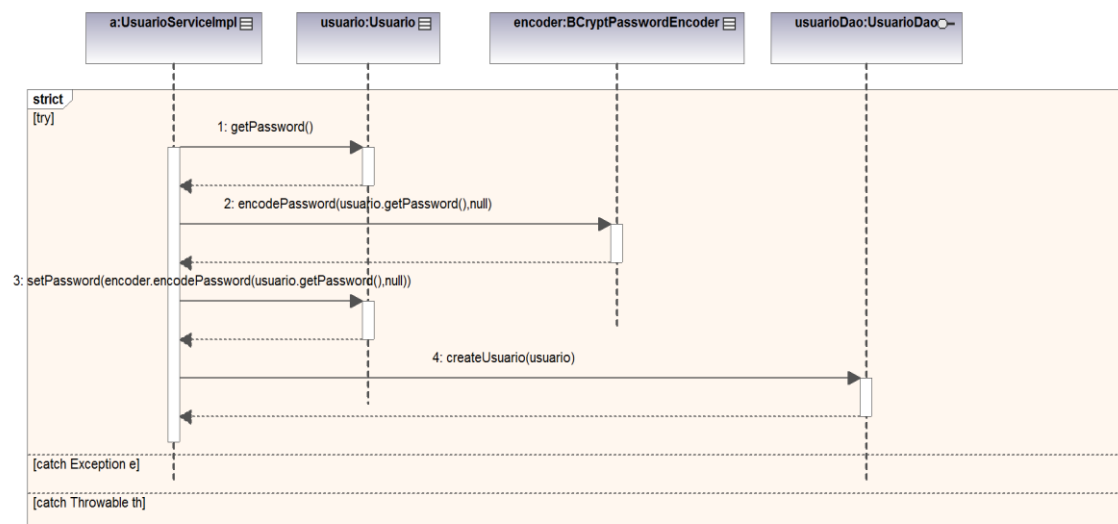 a:UsuarioServiceImpl
usuario:Usuario
encoder:BCryptPasswordEncoder
usuarioDao:UsuarioDao
strict
[try]
1: getPassword()
2: encodePassword(usuario.getPassword(),null)
3: setPassword(encoder.encodePassword(usuario.getPassword(),null))
4: createUsuario(usuario)
[catch Exception e]
[catch Throwable th]